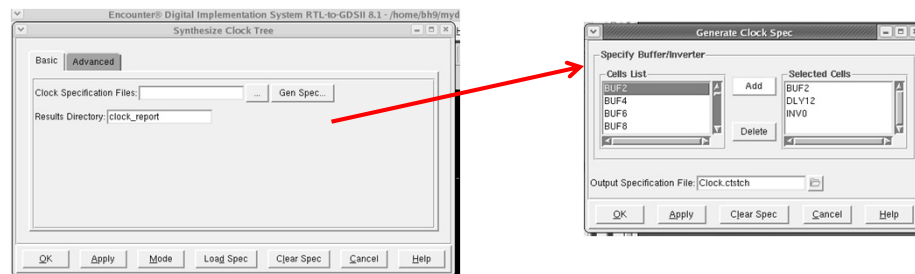 Encounter® Digital Implementation System RTL-to-GDSII 8.1 - /home/bh9/myd
Synthesize Clock Tree
Basic Advanced
Clock Specification Files: ... Gen Spec...
Results Directory: clock_report
OK Apply Mode Load Spec Clear Spec Cancel Help
Generate Clock Spec
Specify Buffer/Inverter
Cells List
BUF2
BUF4
BUF6
BUF8
Add
Delete
Selected Cells
BUF2
DLY12
INV0
Output Specification File: Clock.ctstch
OK Apply Clear Spec Cancel Help